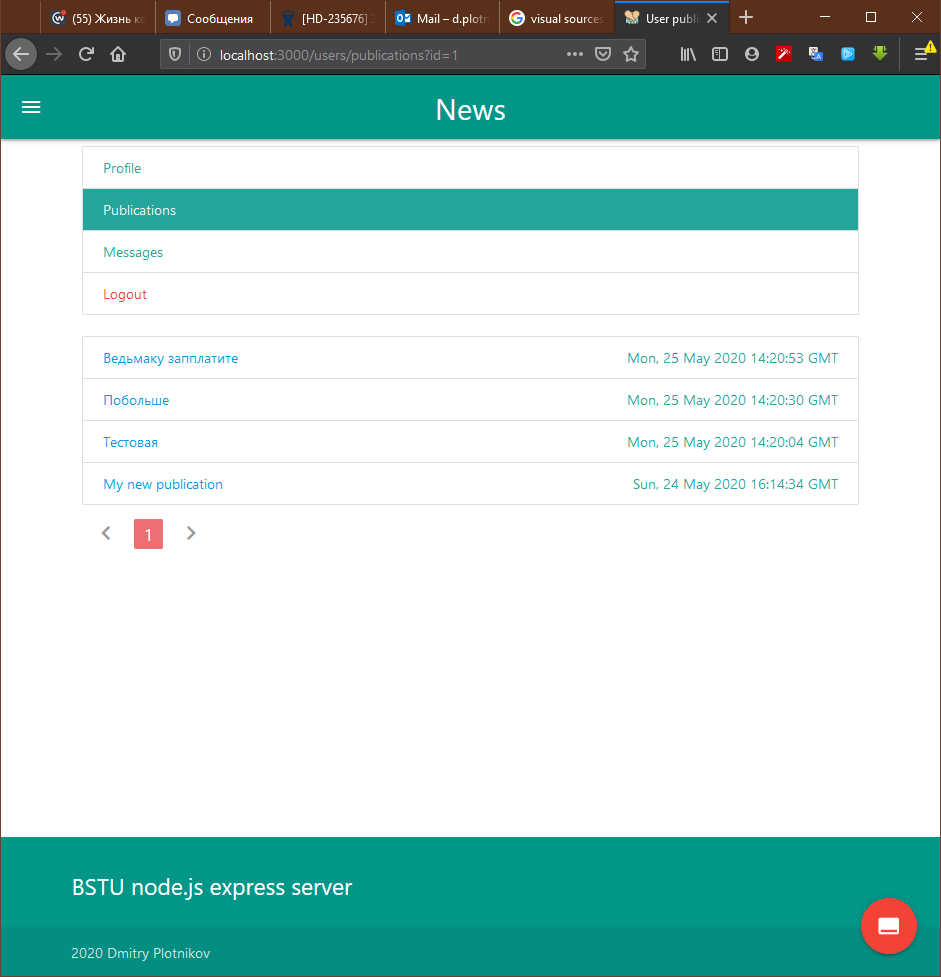 (55) Жизнь ко
Сообщения
[HD-235676]
Mail – d.plotn
visual sources
User publi
localhost:3000/users/publications?id=1
News
Profile
Publications
Messages
Logout
Ведьмаку запплатите Mon, 25 May 2020 14:20:53 GMT
Побольше Mon, 25 May 2020 14:20:30 GMT
Тестовая Mon, 25 May 2020 14:20:04 GMT
My new publication Sun, 24 May 2020 16:14:34 GMT
1
BSTU node.js express server
2020 Dmitry Plotnikov